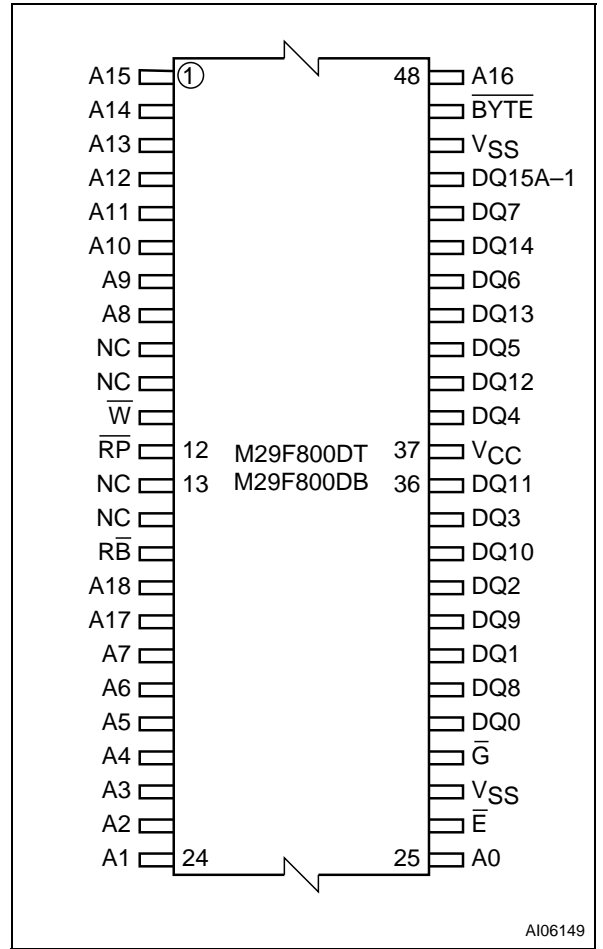 A15 ① 48 A16
A14 B̅Y̅T̅E̅
A13 VSS
A12 DQ15A–1
A11 DQ7
A10 DQ14
A9 DQ6
A8 DQ13
NC DQ5
NC DQ12
W̅ DQ4
R̅P̅ 12 M29F800DT 37 VCC
NC 13 M29F800DB 36 DQ11
NC DQ3
RB̅ DQ10
A18 DQ2
A17 DQ9
A7 DQ1
A6 DQ8
A5 DQ0
A4 G̅
A3 VSS
A2 E̅
A1 24 25 A0
AI06149